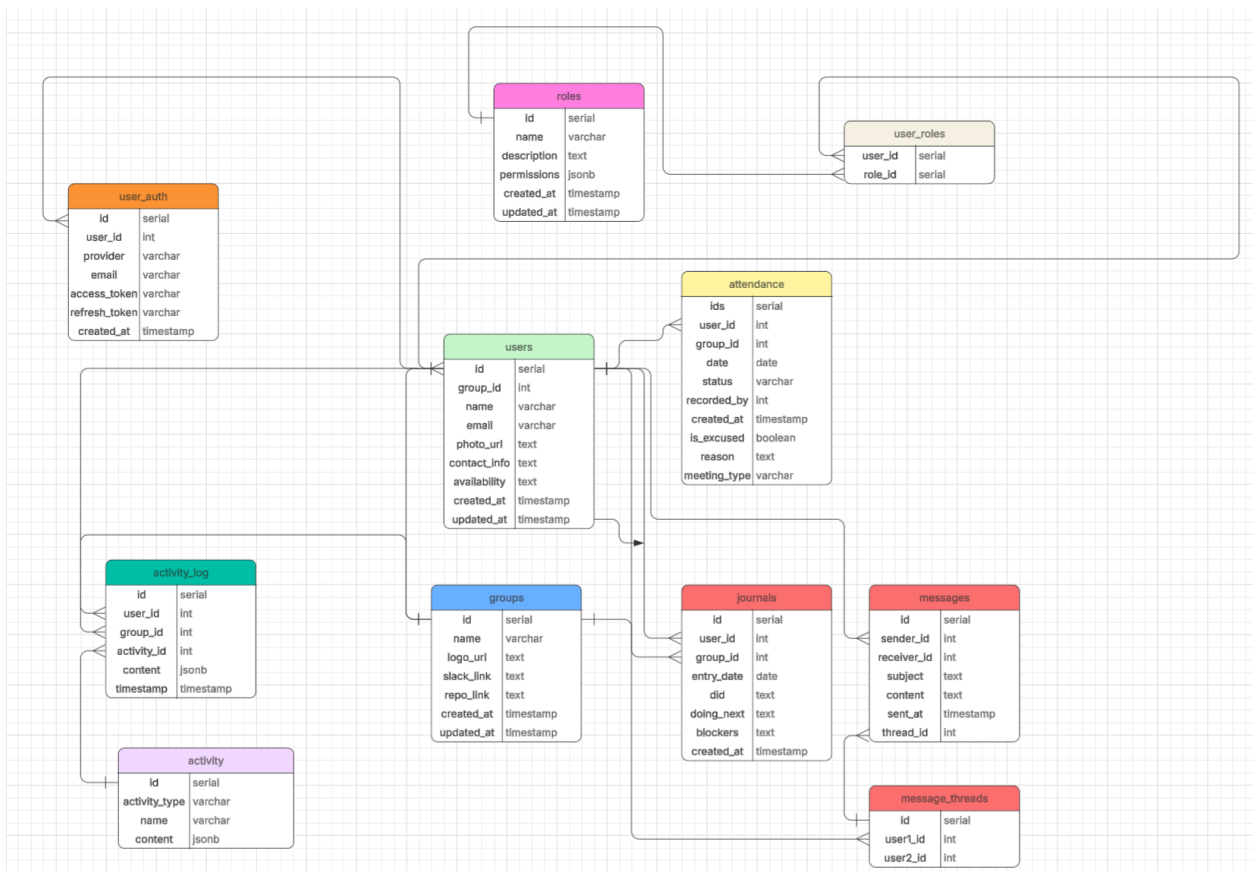 roles
id serial
name varchar
description text
permissions jsonb
created_at timestamp
updated_at timestamp
user_roles
user_id serial
role_id serial
user_auth
id serial
user_id int
provider varchar
email varchar
access_token varchar
refresh_token varchar
created_at timestamp
attendance
ids serial
user_id int
group_id int
date date
status varchar
recorded_by int
created_at timestamp
is_excused boolean
reason text
meeting_type varchar
users
id serial
group_id int
name varchar
email varchar
photo_url text
contact_info text
availability text
created_at timestamp
updated_at timestamp
activity_log
id serial
user_id int
group_id int
activity_id int
content jsonb
timestamp timestamp
groups
id serial
name varchar
logo_url text
slack_link text
repo_link text
created_at timestamp
updated_at timestamp
journals
id serial
user_id int
group_id int
entry_date date
did text
doing_next text
blockers text
created_at timestamp
messages
id serial
sender_id int
receiver_id int
subject text
content text
sent_at timestamp
thread_id int
activity
id serial
activity_type varchar
name varchar
content jsonb
message_threads
id serial
user1_id int
user2_id int